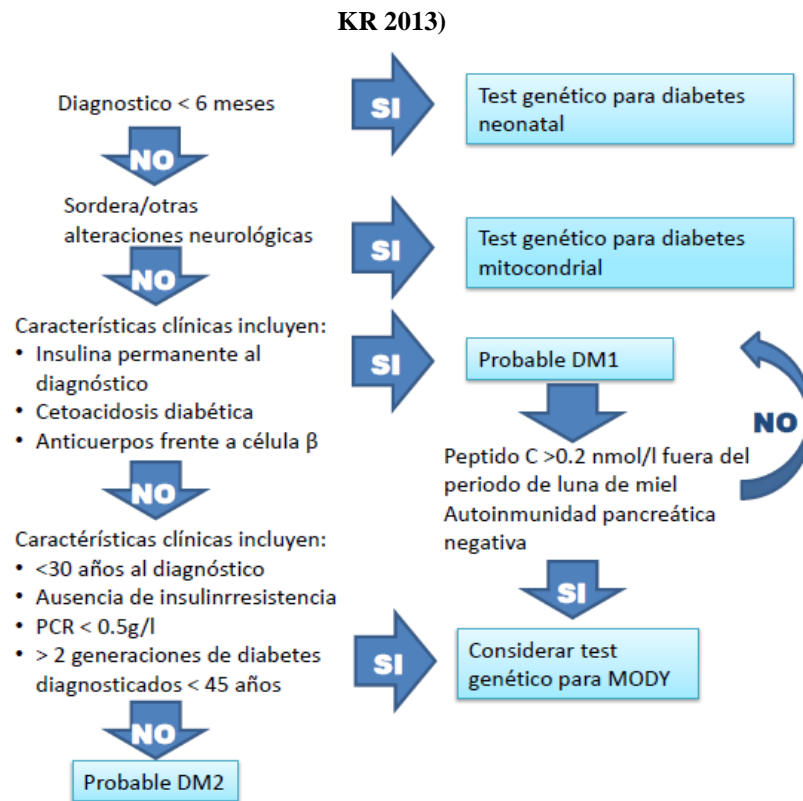 KR 2013)
Diagnostico < 6 meses
SI
Test genético para diabetes
neonatal
NO
Sordera/otras
alteraciones neurológicas
SI
Test genético para diabetes
mitocondrial
NO
Características clínicas incluyen:
• Insulina permanente al
diagnóstico
• Cetoacidosis diabética
• Anticuerpos frente a célula β
SI
Probable DM1
NO
Peptido C >0.2 nmol/l fuera del
periodo de luna de miel
Autoinmunidad pancreática
negativa
NO
SI
Caractérísticas clínicas incluyen:
• <30 años al diagnóstico
• Ausencia de insulinrresistencia
• PCR < 0.5g/l
• > 2 generaciones de diabetes
diagnosticados < 45 años
SI
Considerar test
genético para MODY
NO
Probable DM2